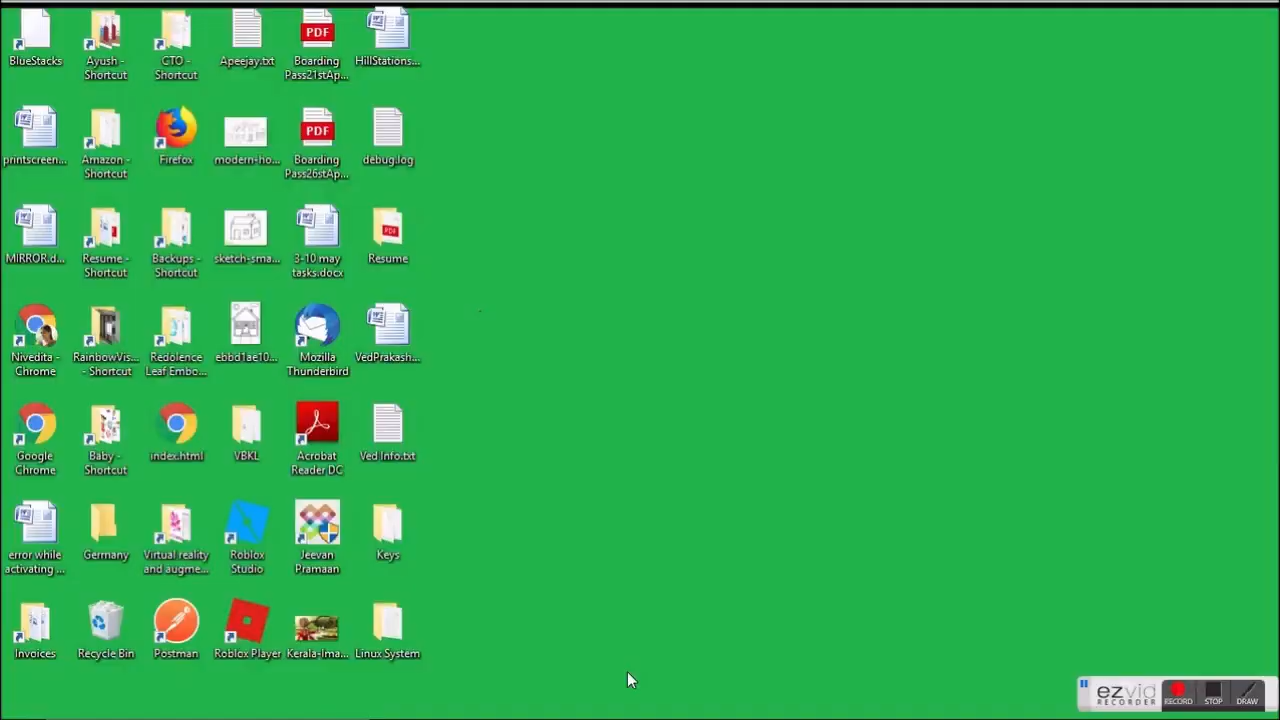 BlueStacks
Ayush -
Shortcut
CTO -
Shortcut
Apeejay.txt
PDF
Boarding
Pass21stAp...
HillStations...
printscreen...
Amazon -
Shortcut
Firefox
modern-ho...
PDF
Boarding
Pass26stAp...
debug.log
MIRROR.d...
Resume -
Shortcut
Backups -
Shortcut
sketch-sma...
3-10 may
tasks.docx
PDF
Resume
Nivedita -
Chrome
RainbowVis...
- Shortcut
Redolence
Leaf Embo...
ebbd1ae10...
Mozilla
Thunderbird
VedPrakash...
Google
Chrome
Baby -
Shortcut
index.html
VBKL
Acrobat
Reader DC
Ved Info.txt
error while
activating ...
Germany
Virtual reality
and augme...
Roblox
Studio
Jeevan
Pramaan
Keys
Invoices
Recycle Bin
Postman
Roblox Player
Kerala-Ima...
Linux System
ezvid
RECORDER
RECORD
STOP
DRAW